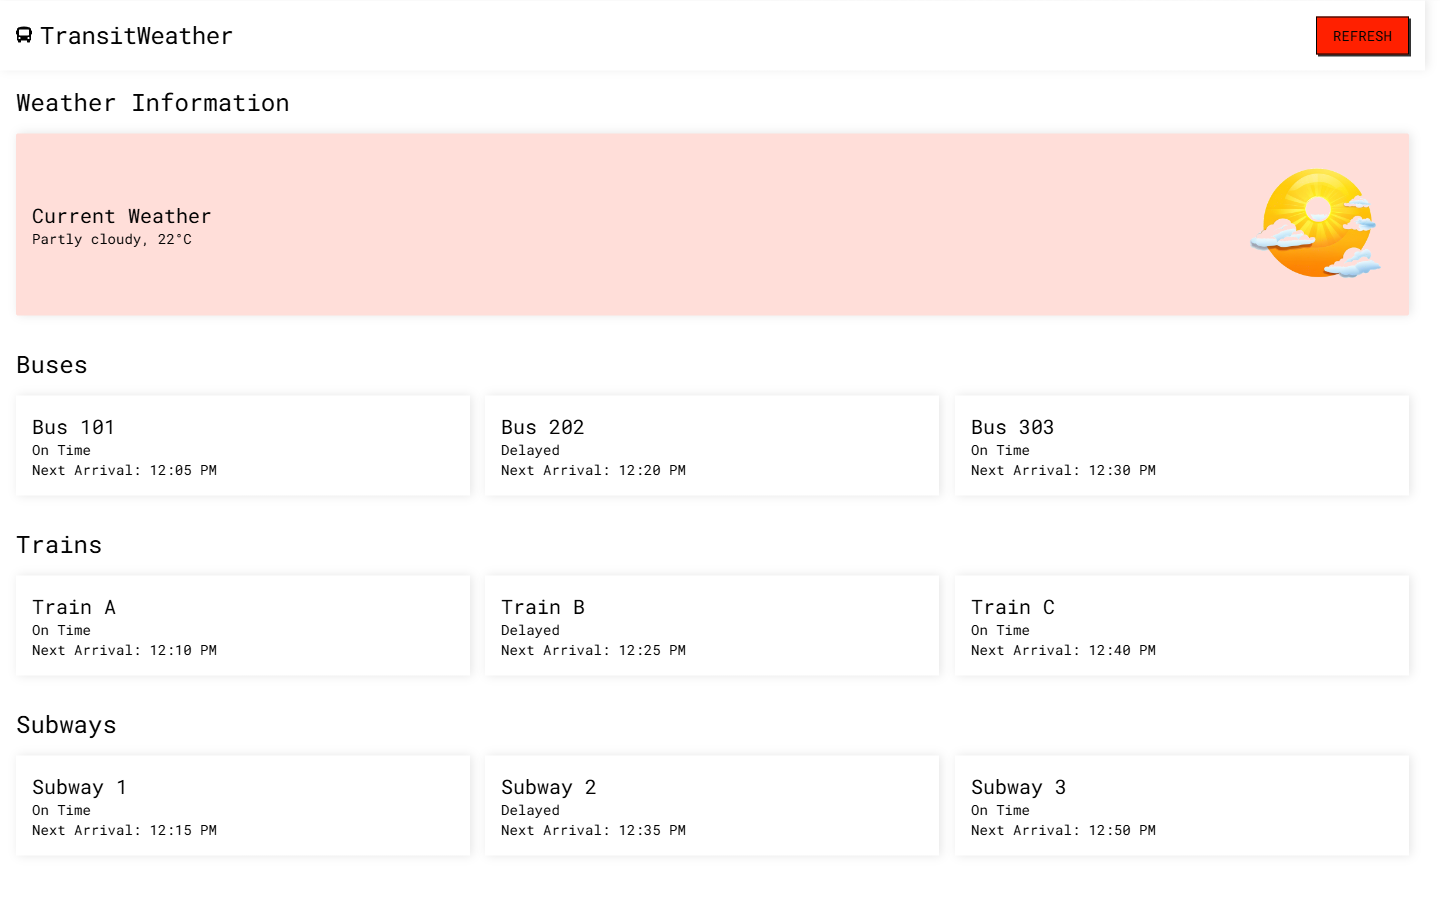 TransitWeather
REFRESH
Weather Information
Current Weather
Partly cloudy, 22°C
Buses
Bus 101
On Time
Next Arrival: 12:05 PM
Bus 202
Delayed
Next Arrival: 12:20 PM
Bus 303
On Time
Next Arrival: 12:30 PM
Trains
Train A
On Time
Next Arrival: 12:10 PM
Train B
Delayed
Next Arrival: 12:25 PM
Train C
On Time
Next Arrival: 12:40 PM
Subways
Subway 1
On Time
Next Arrival: 12:15 PM
Subway 2
Delayed
Next Arrival: 12:35 PM
Subway 3
On Time
Next Arrival: 12:50 PM